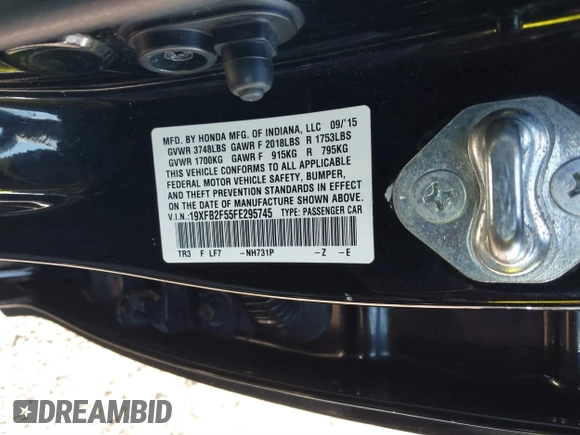 MFD. BY HONDA MFG. OF INDIANA, LLC 09/'15
GVWR 3748LBS GAWR F 2018LBS R 1753LBS
GVWR 1700KG GAWR F 915KG R 795KG
THIS VEHICLE CONFORMS TO ALL APPLICABLE
FEDERAL MOTOR VEHICLE SAFETY, BUMPER,
AND THEFT PREVENTION STANDARDS IN EFFECT
ON THE DATE OF MANUFACTURE SHOWN ABOVE.
V.I.N.:19XFB2F55FE295745 TYPE: PASSENGER CAR
TR3 F LF7 -NH731P -Z -E
DREAMBID